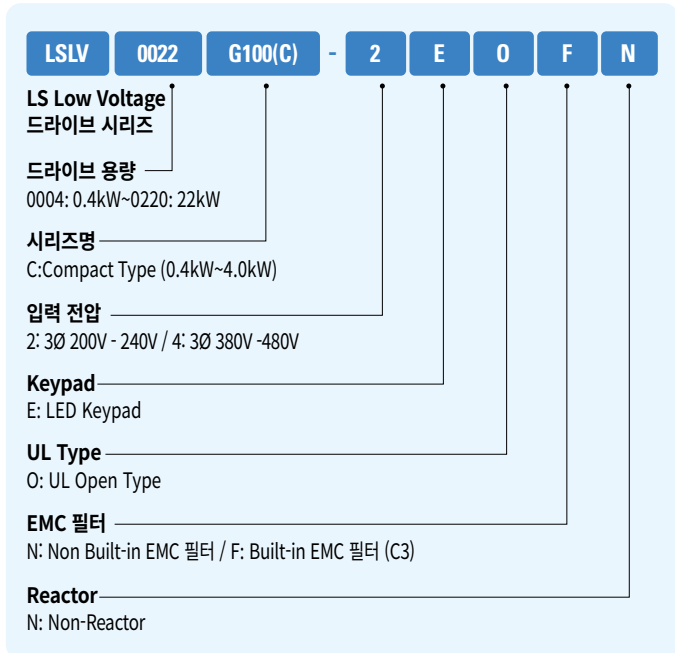 LSLV 0022 G100(C) - 2 E O F N
LS Low Voltage
드라이브 시리즈
드라이브 용량
0004: 0.4kW~0220: 22kW
시리즈명
C:Compact Type (0.4kW~4.0kW)
입력 전압
2: 3Ø 200V - 240V / 4: 3Ø 380V -480V
Keypad
E: LED Keypad
UL Type
O: UL Open Type
EMC 필터
N: Non Built-in EMC 필터 / F: Built-in EMC 필터 (C3)
Reactor
N: Non-Reactor